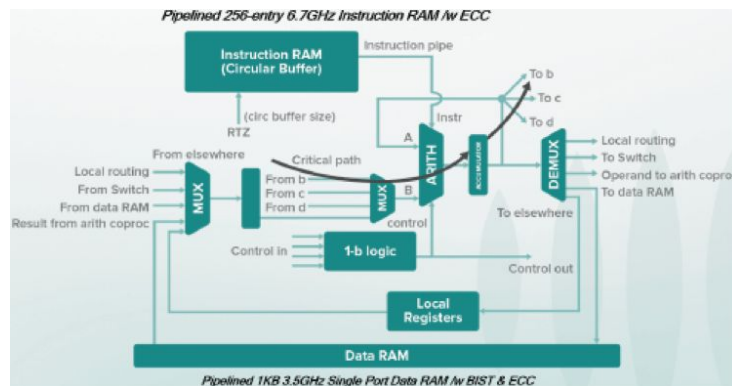 Pipelined 256-entry 6.7GHz Instruction RAM /w ECC
Instruction RAM
(Circular Buffer)
Instruction pipe
(circ buffer size)
RTZ
Instr
To b
To c
To d
From elsewhere
Critical path
A
Local routing
From Switch
From data RAM
Result from arith coproc
MUX
From b
From c
From d
MUX
B
ARITH
ACCUMULATOR
DEMUX
Local routing
To Switch
Operand to arith copro
To data RAM
To elsewhere
control
Control in
1-b logic
Control out
Local
Registers
Data RAM
Pipelined 1KB 3.5GHz Single Port Data RAM /w BIST & ECC